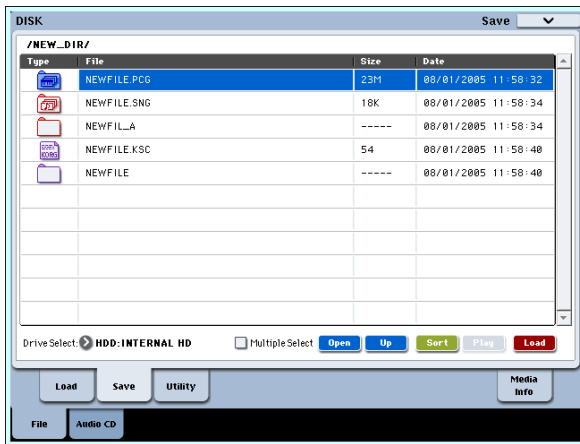 DISK Save
/NEW_DIR/
Type File Size Date
NEWFILE.PCG 23M 08/01/2005 11:58:32
NEWFILE.SNG 18K 08/01/2005 11:58:34
NEWFIL_A ----- 08/01/2005 11:58:34
KORG NEWFILE.KSC 54 08/01/2005 11:58:40
NEWFILE ----- 08/01/2005 11:58:40
Drive Select: HDD:INTERNAL HD Multiple Select Open Up Sort Play Load
Load Save Utility Media Info
File Audio CD